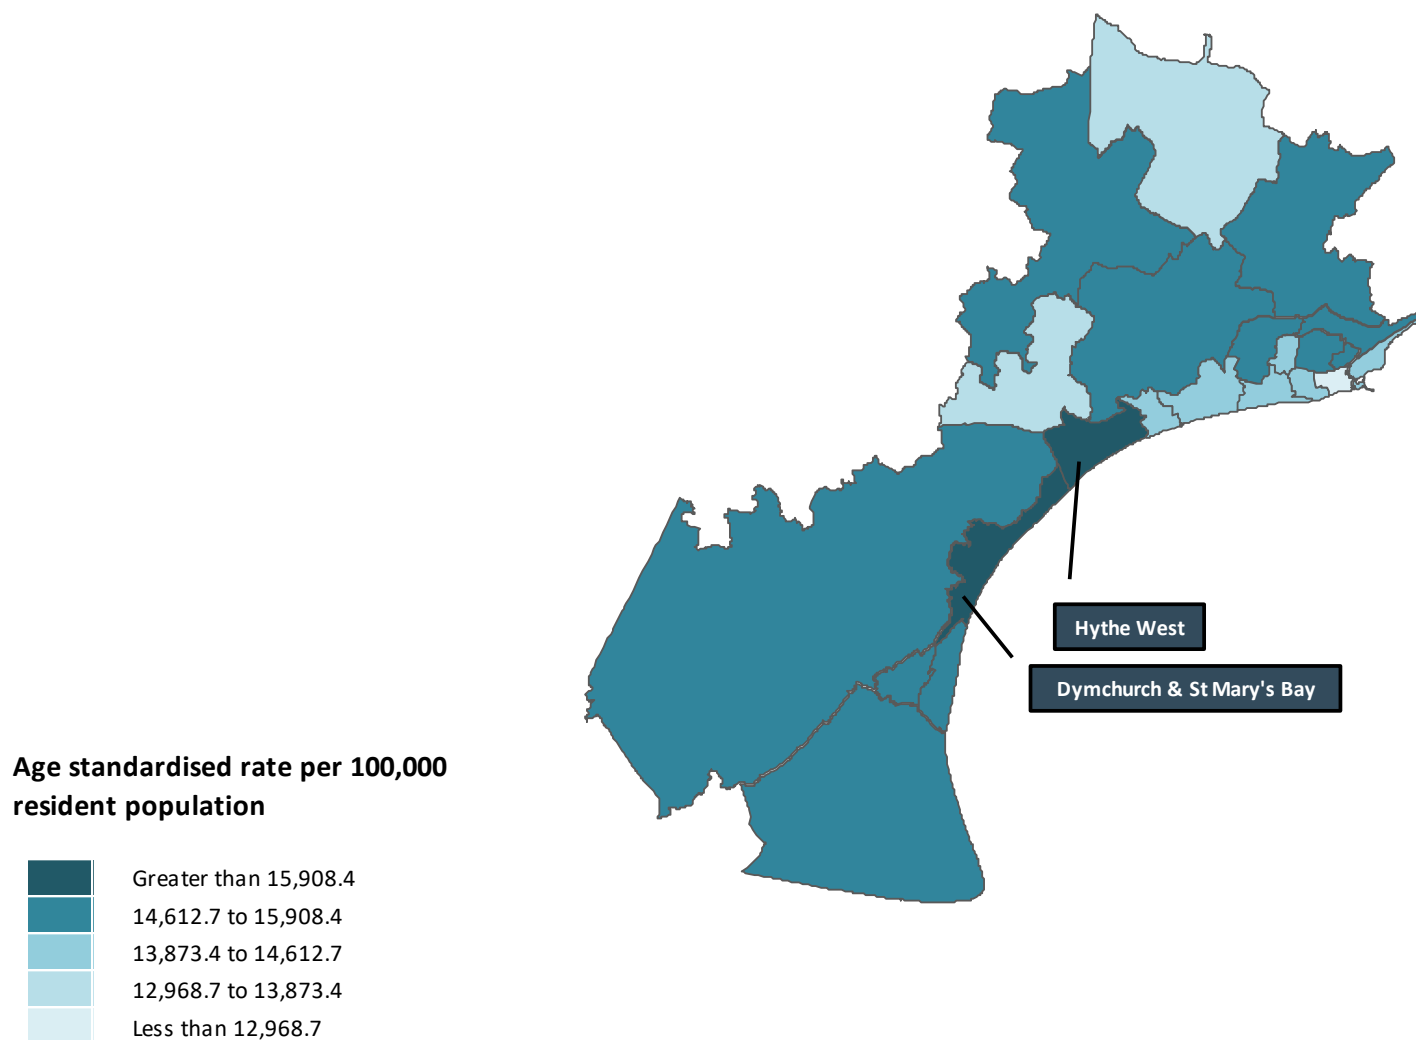 Hythe West
Dymchurch & St Mary's Bay
Age standardised rate per 100,000
resident population
Greater than 15,908.4
14,612.7 to 15,908.4
13,873.4 to 14,612.7
12,968.7 to 13,873.4
Less than 12,968.7